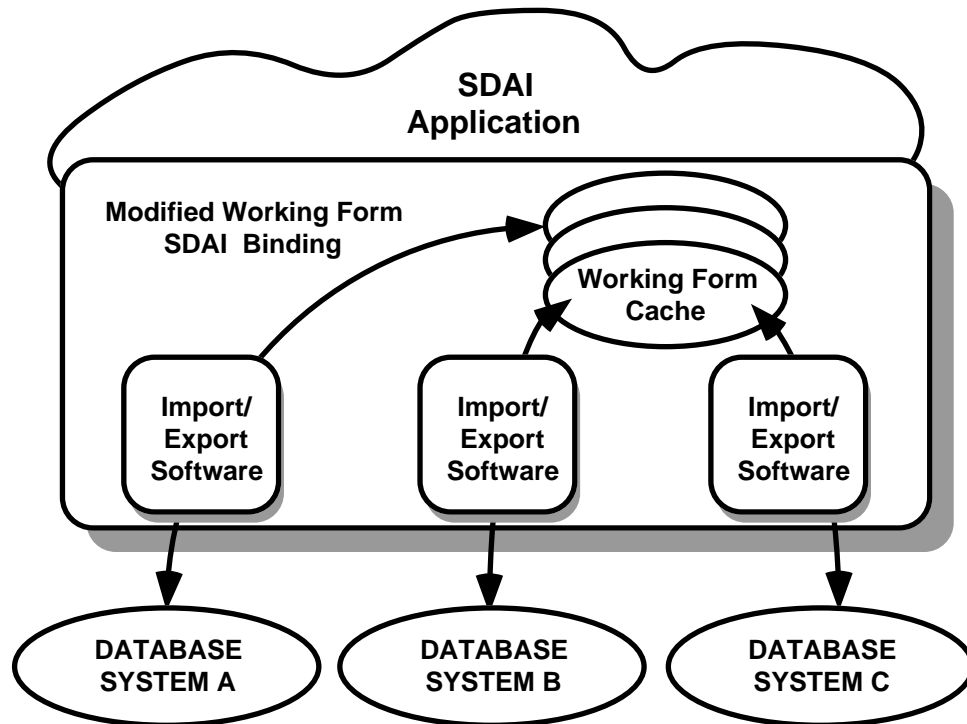 SDAI
Application
Modified Working Form
SDAI Binding
Working Form
Cache
Import/
Export
Software
Import/
Export
Software
Import/
Export
Software
DATABASE
SYSTEM A
DATABASE
SYSTEM B
DATABASE
SYSTEM C